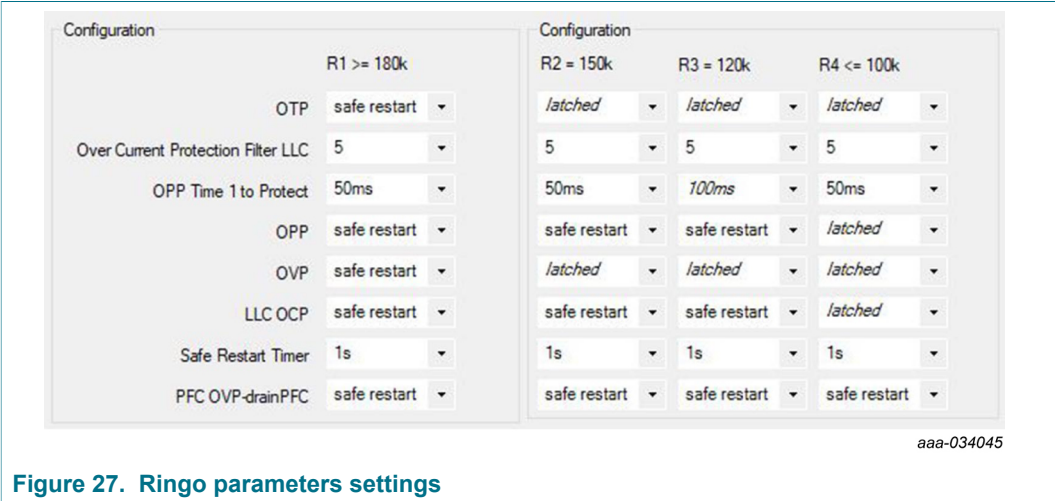 Configuration Configuration
R1 >= 180k R2 = 150k R3 = 120k R4 <= 100k
OTP safe restart latched latched latched
Over Current Protection Filter LLC 5 5 5 5
OPP Time 1 to Protect 50ms 50ms 100ms 50ms
OPP safe restart safe restart safe restart latched
OVP safe restart latched latched latched
LLC OCP safe restart safe restart safe restart latched
Safe Restart Timer 1s 1s 1s 1s
PFC OVP-drainPFC safe restart safe restart safe restart safe restart
aaa-034045
Figure 27. Ringo parameters settings